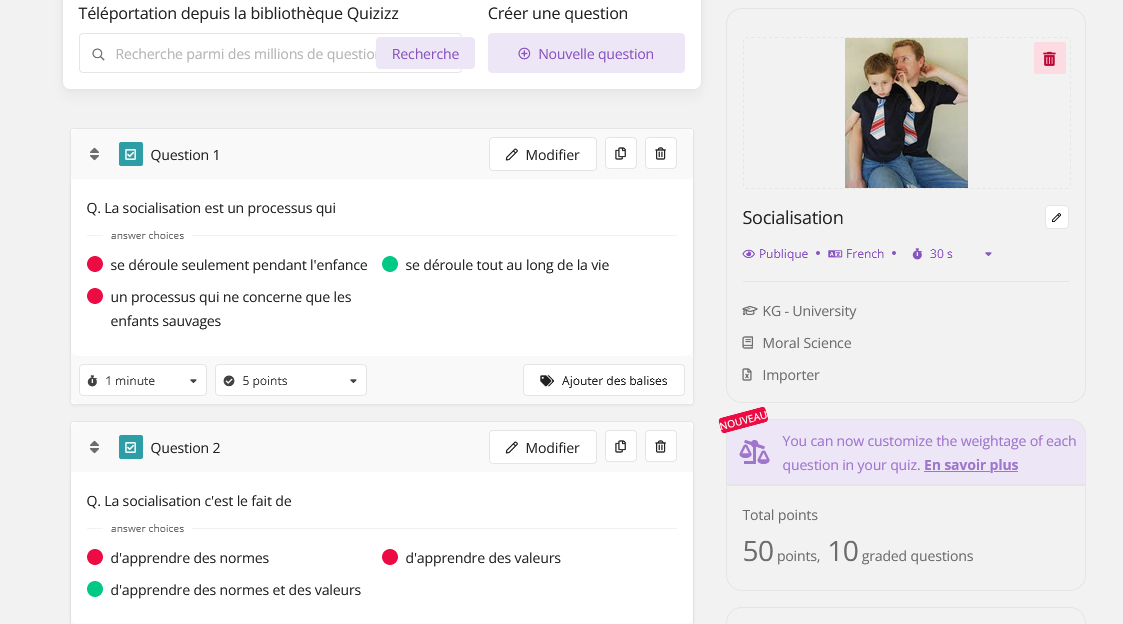 Téléportation depuis la bibliothèque Quizizz
Créer une question
Recherche parmi des millions de questio
Recherche
Nouvelle question
Question 1
Modifier
Q. La socialisation est un processus qui
answer choices
se déroule seulement pendant l'enfance
se déroule tout au long de la vie
un processus qui ne concerne que les
enfants sauvages
1 minute
5 points
Ajouter des balises
Question 2
Modifier
Q. La socialisation c'est le fait de
answer choices
d'apprendre des normes
d'apprendre des valeurs
d'apprendre des normes et des valeurs
Socialisation
Publique • French • 30 s
KG - University
Moral Science
Importer
NOUVEAU
You can now customize the weightage of each
question in your quiz. En savoir plus
Total points
50 points, 10 graded questions